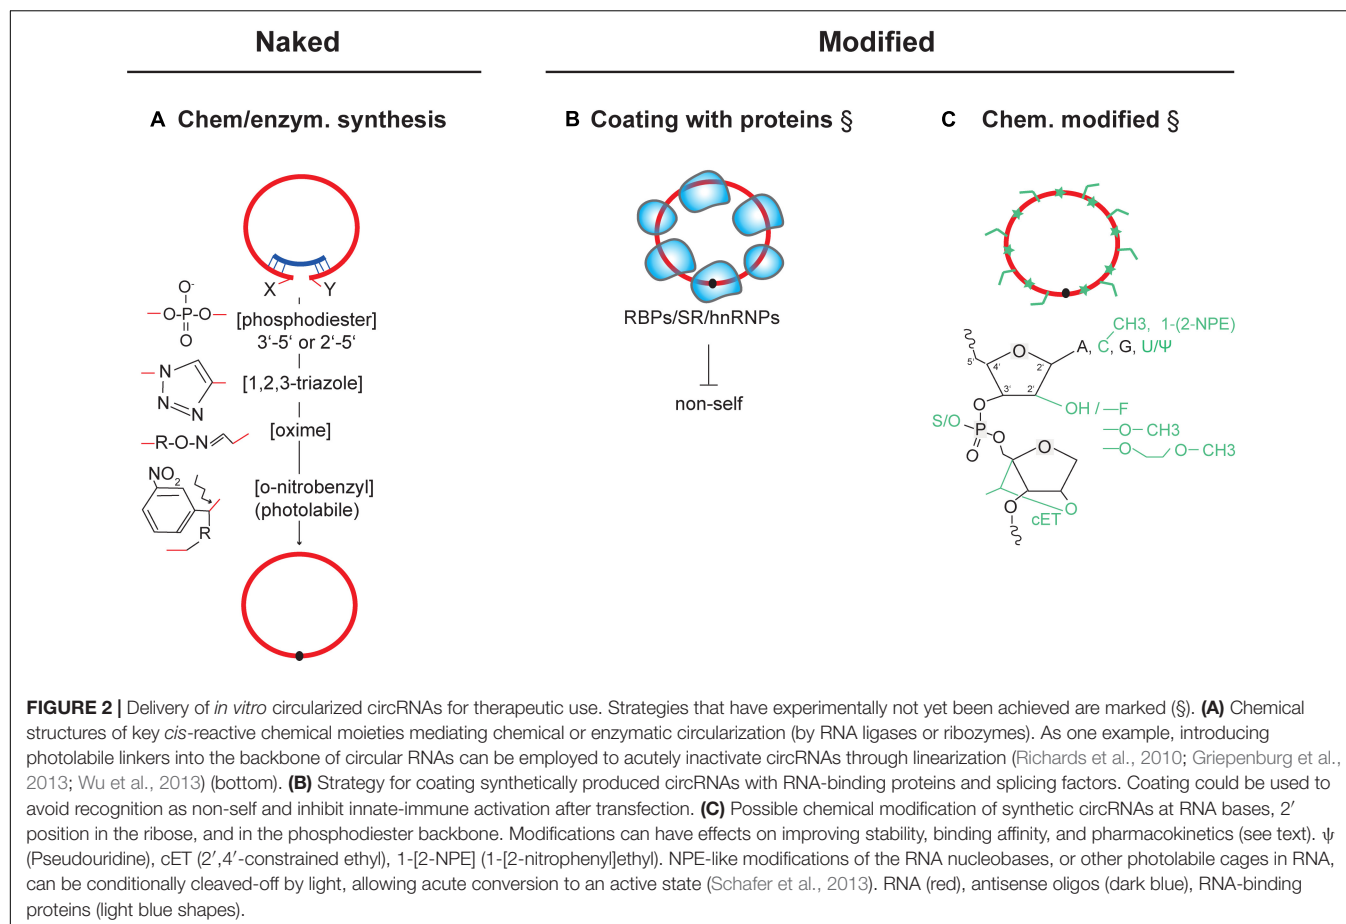 Naked
Modified
A Chem/enzym. synthesis
B Coating with proteins §
C Chem. modified §
X
Y
O-
—O-P-O—
O
[phosphodiester]
3‘-5‘ or 2‘-5‘
N
N=N
[1,2,3-triazole]
[oxime]
—R-O-N
NO2
R
[o-nitrobenzyl]
(photolabile)
RBPs/SR/hnRNPs
non-self
CH3, 1-(2-NPE)
A, C, G, U/Ψ
O
5'
4'
2'
3'
2'
O
OH / —F
S/O
P
O
O
—O— CH3
—O O— CH3
O
O
O
cET
FIGURE 2 | Delivery of in vitro circularized circRNAs for therapeutic use. Strategies that have experimentally not yet been achieved are marked (§). (A) Chemical
structures of key cis-reactive chemical moieties mediating chemical or enzymatic circularization (by RNA ligases or ribozymes). As one example, introducing
photolabile linkers into the backbone of circular RNAs can be employed to acutely inactivate circRNAs through linearization (Richards et al., 2010; Griepenburg et al.,
2013; Wu et al., 2013) (bottom). (B) Strategy for coating synthetically produced circRNAs with RNA-binding proteins and splicing factors. Coating could be used to
avoid recognition as non-self and inhibit innate-immune activation after transfection. (C) Possible chemical modification of synthetic circRNAs at RNA bases, 2′
position in the ribose, and in the phosphodiester backbone. Modifications can have effects on improving stability, binding affinity, and pharmacokinetics (see text). ψ
(Pseudouridine), cET (2′,4′-constrained ethyl), 1-[2-NPE] (1-[2-nitrophenyl]ethyl). NPE-like modifications of the RNA nucleobases, or other photolabile cages in RNA,
can be conditionally cleaved-off by light, allowing acute conversion to an active state (Schafer et al., 2013). RNA (red), antisense oligos (dark blue), RNA-binding
proteins (light blue shapes).